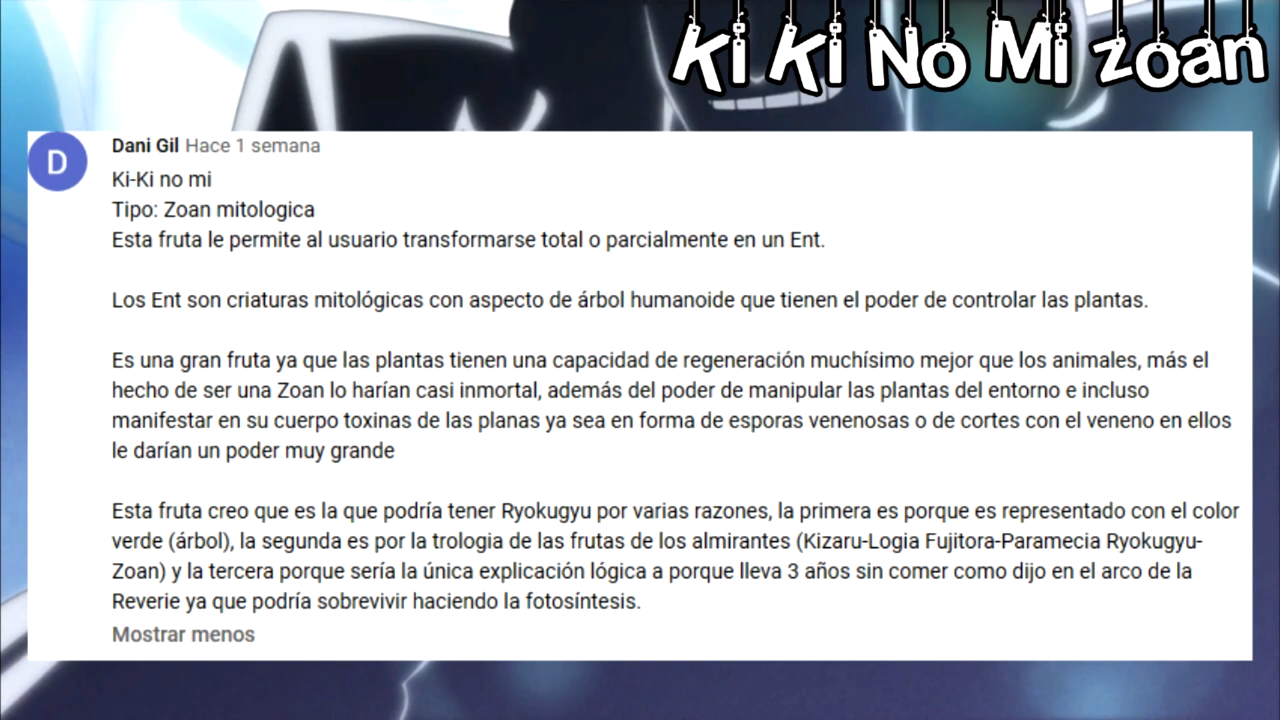 Ki Ki No Mi zoan
D
Dani Gil Hace 1 semana
Ki-Ki no mi
Tipo: Zoan mitologica
Esta fruta le permite al usuario transformarse total o parcialmente en un Ent.
Los Ent son criaturas mitológicas con aspecto de árbol humanoide que tienen el poder de controlar las plantas.
Es una gran fruta ya que las plantas tienen una capacidad de regeneración muchísimo mejor que los animales, más el
hecho de ser una Zoan lo harían casi inmortal, además del poder de manipular las plantas del entorno e incluso
manifestar en su cuerpo toxinas de las planas ya sea en forma de esporas venenosas o de cortes con el veneno en ellos
le darían un poder muy grande
Esta fruta creo que es la que podría tener Ryokugyu por varias razones, la primera es porque es representado con el color
verde (árbol), la segunda es por la trologia de las frutas de los almirantes (Kizaru-Logia Fujitora-Paramecia Ryokugyu-
Zoan) y la tercera porque sería la única explicación lógica a porque lleva 3 años sin comer como dijo en el arco de la
Reverie ya que podría sobrevivir haciendo la fotosíntesis.
Mostrar menos